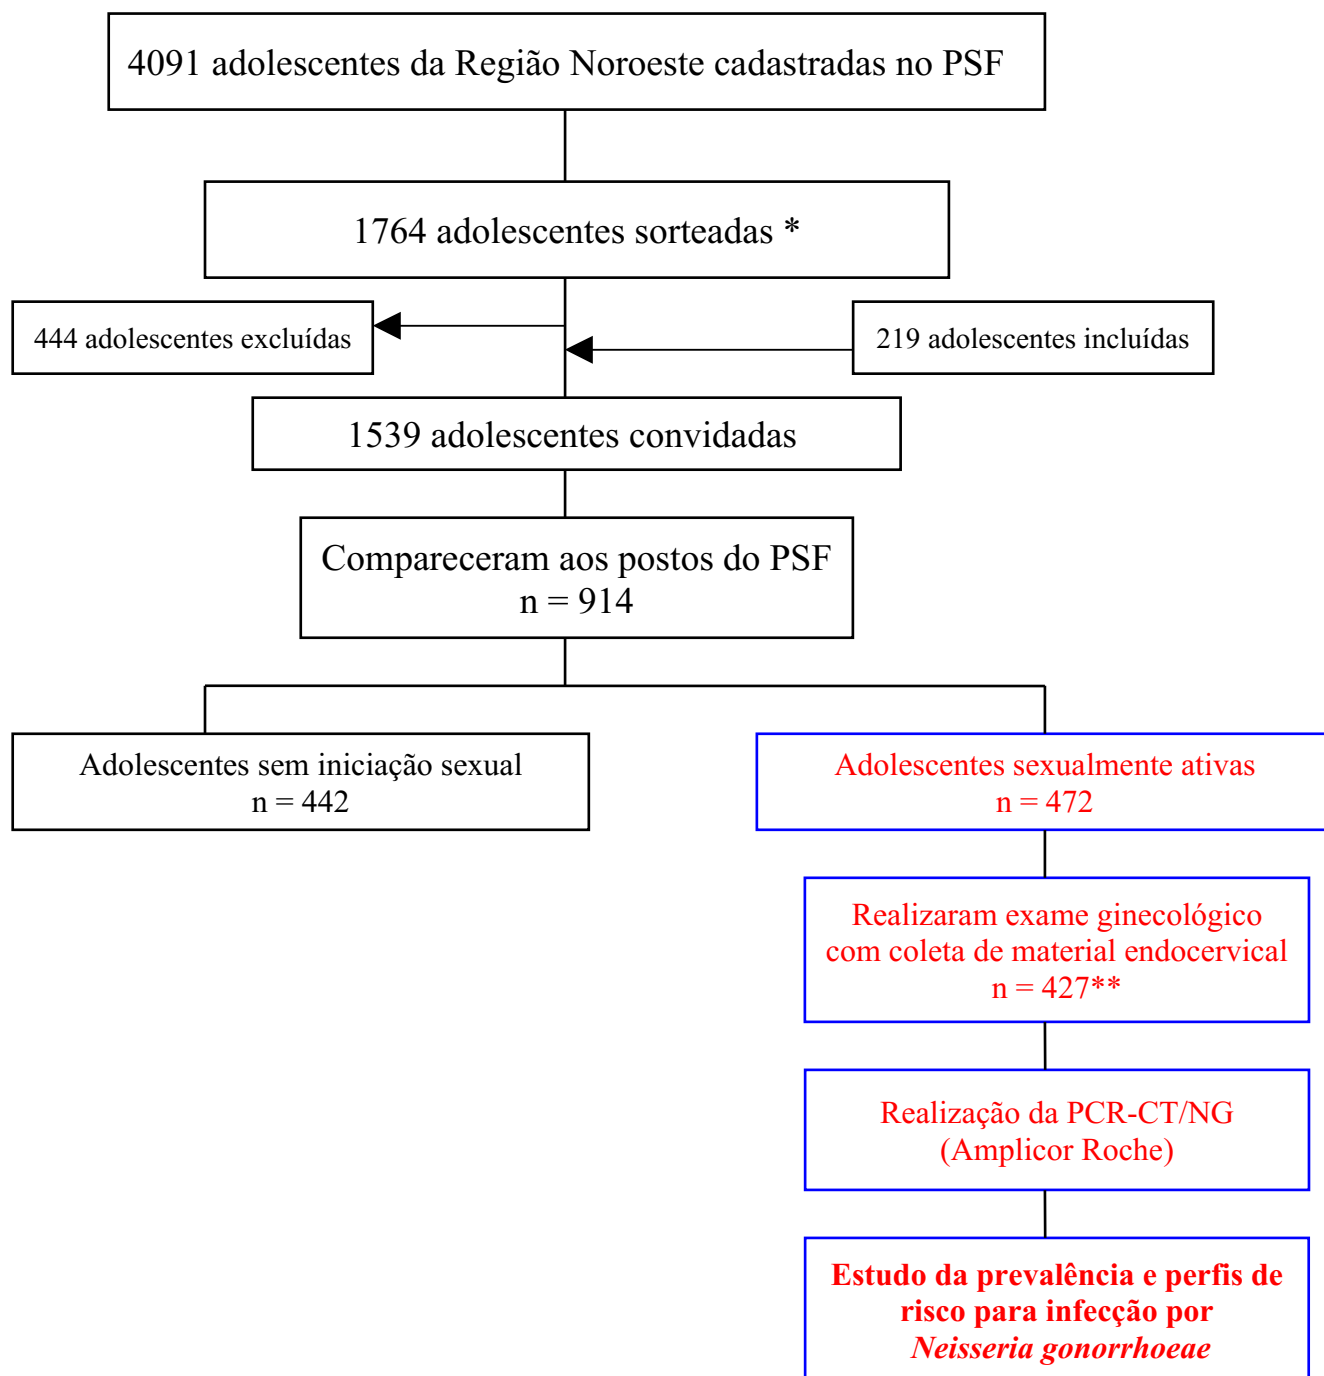 4091 adolescentes da Região Noroeste cadastradas no PSF
1764 adolescentes sorteadas *
444 adolescentes excluídas
219 adolescentes incluídas
1539 adolescentes convidadas
Compareceram aos postos do PSF
n = 914
Adolescentes sem iniciação sexual
n = 442
Adolescentes sexualmente ativas
n = 472
Realizaram exame ginecológico
com coleta de material endocervical
n = 427**
Realização da PCR-CT/NG
(Amplicor Roche)
Estudo da prevalência e perfis de
risco para infecção por
Neisseria gonorrhoeae